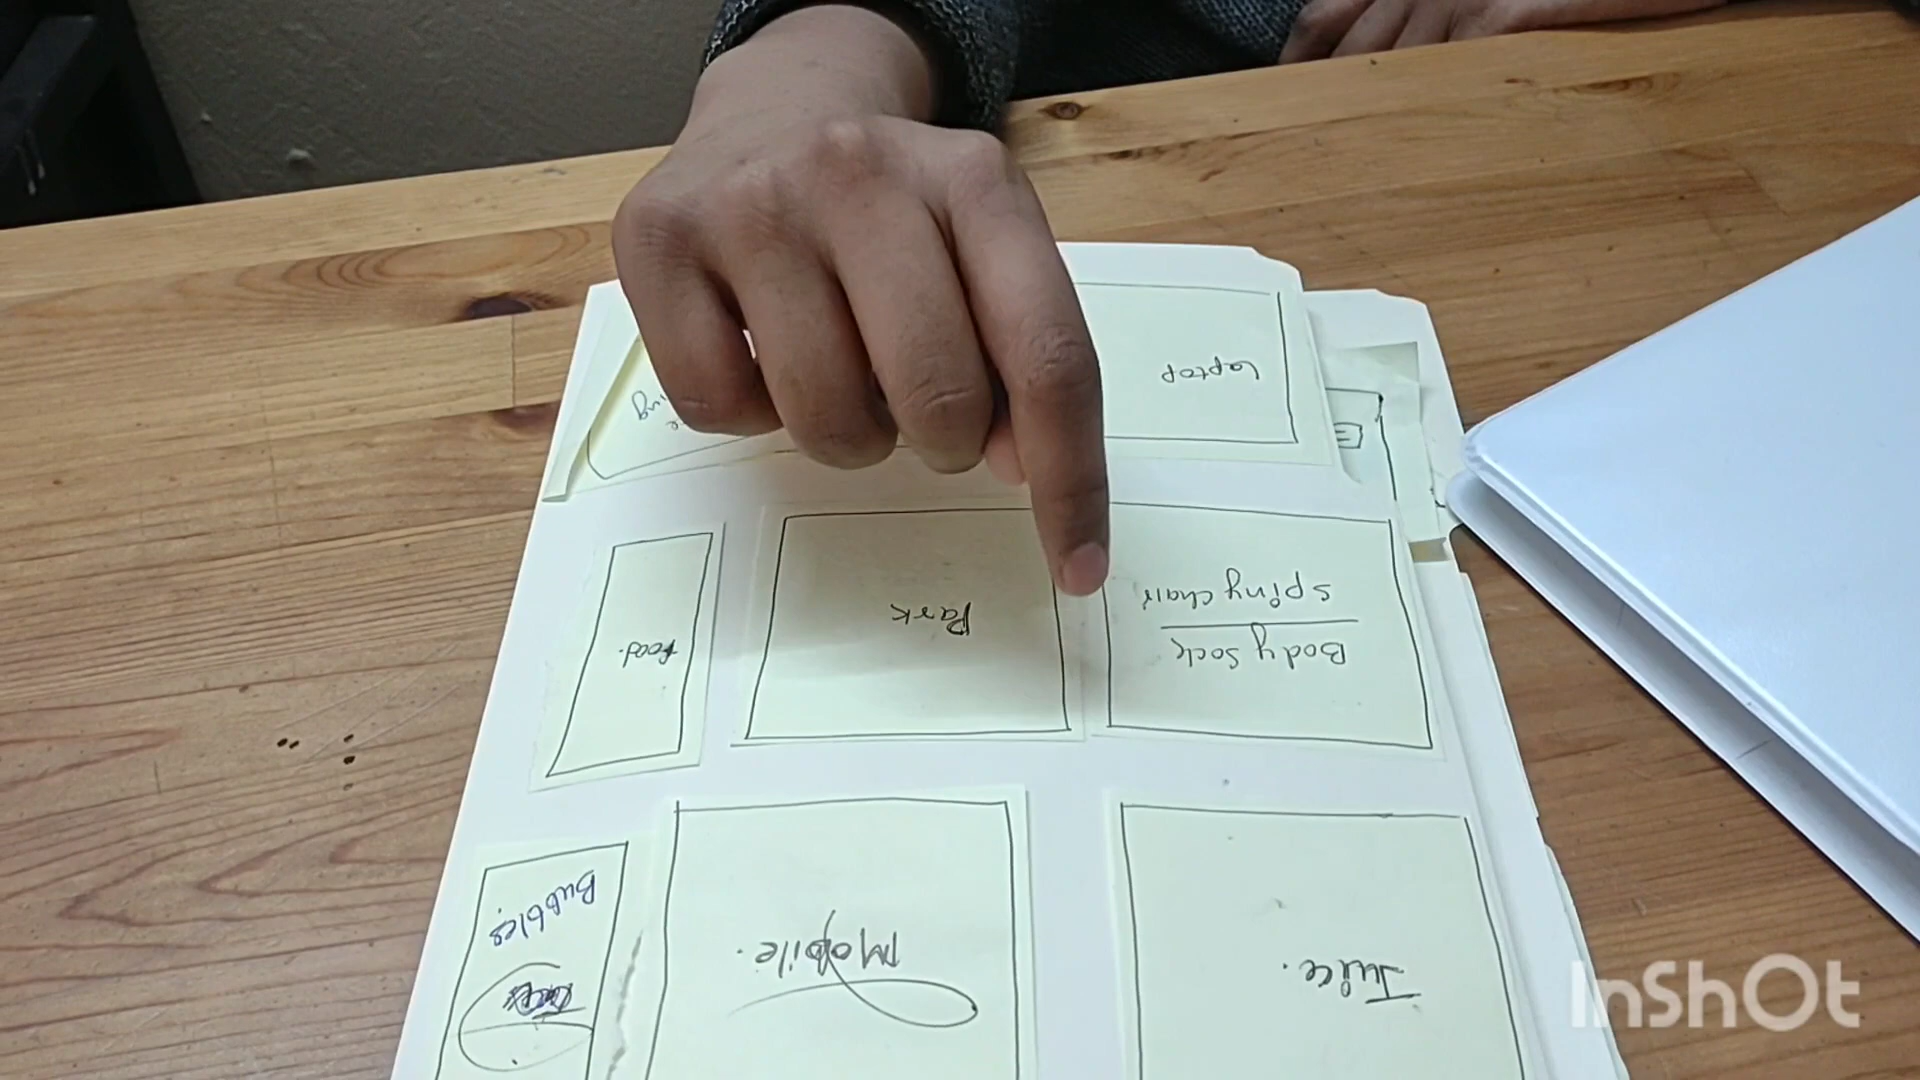 Juice.
Mobile.
Bubbles
Body Sock
Spiny chair
Park
food.
laptop
InShOt